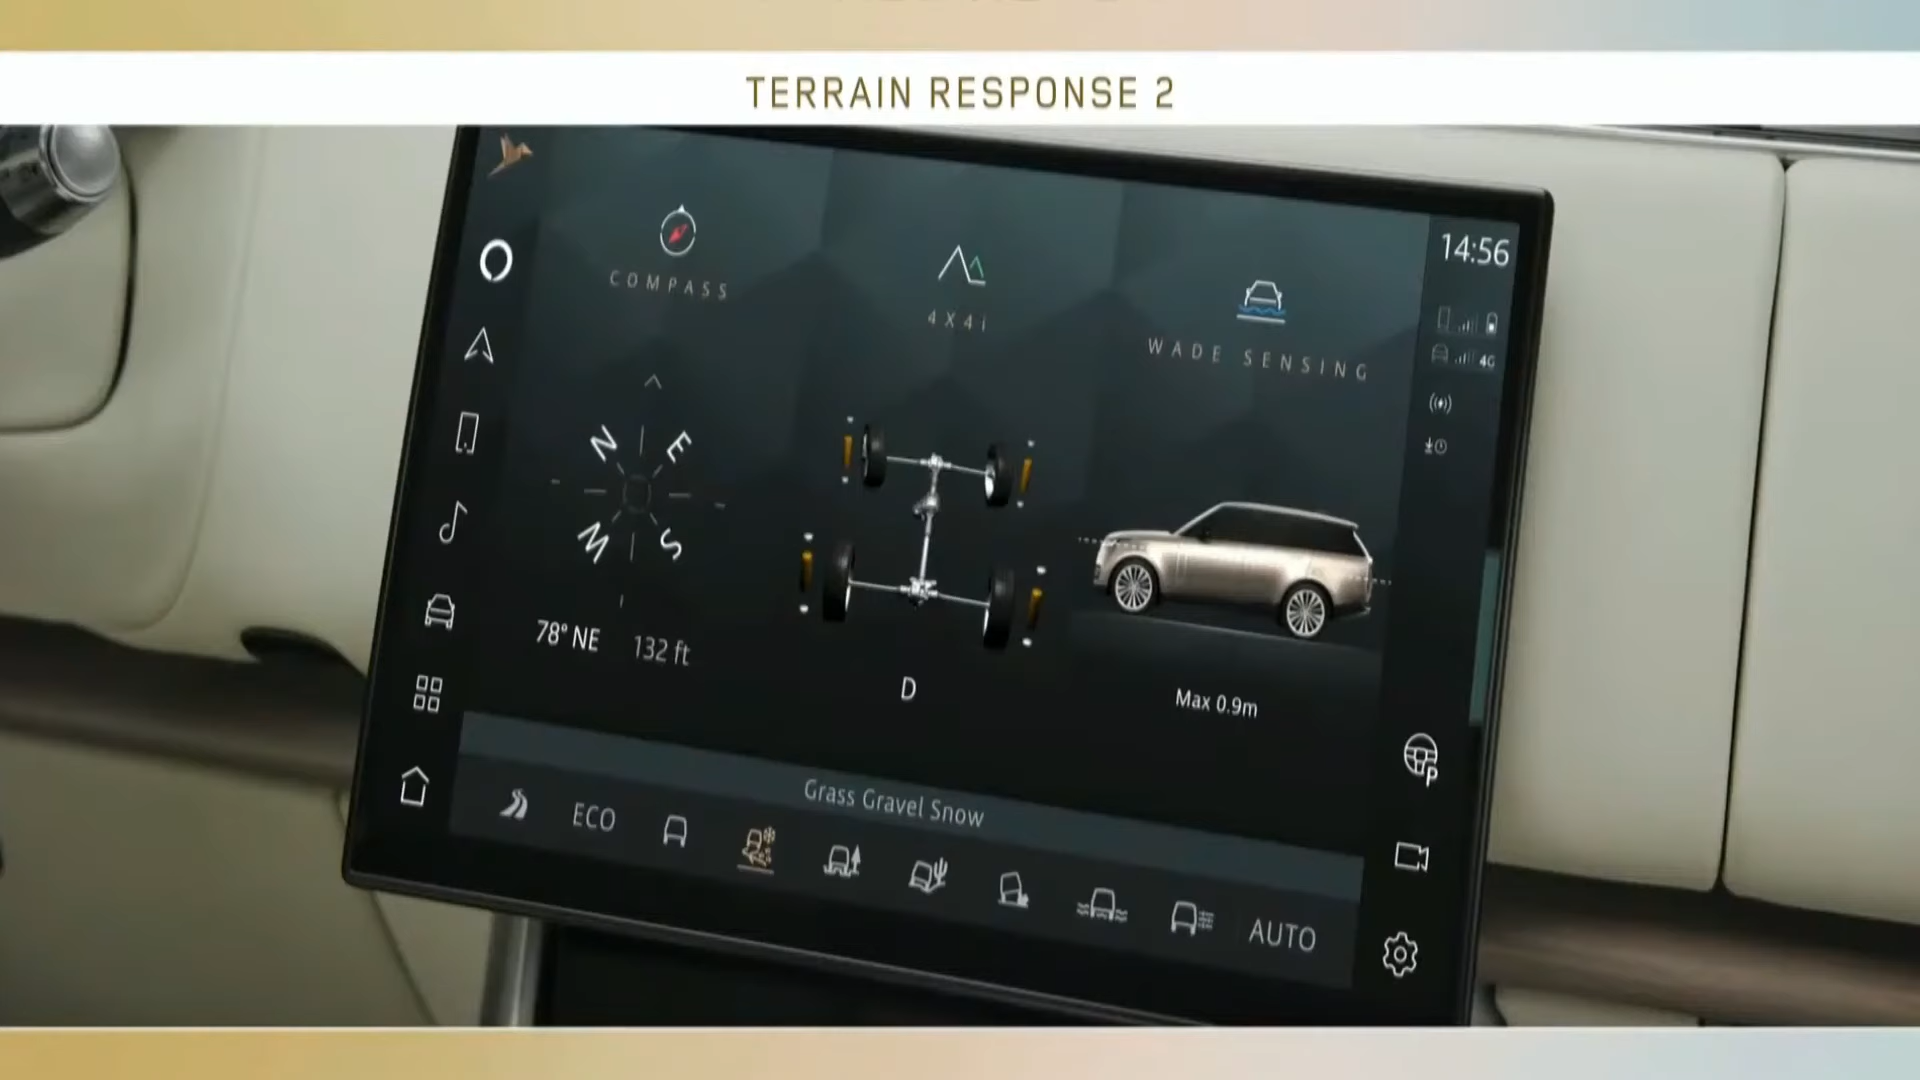 TERRAIN RESPONSE 2
14:56
COMPASS
4X4i
WADE SENSING
4G
N E
W S
78° NE 132 ft
D
Max 0.9m
P
Grass Gravel Snow
ECO
AUTO